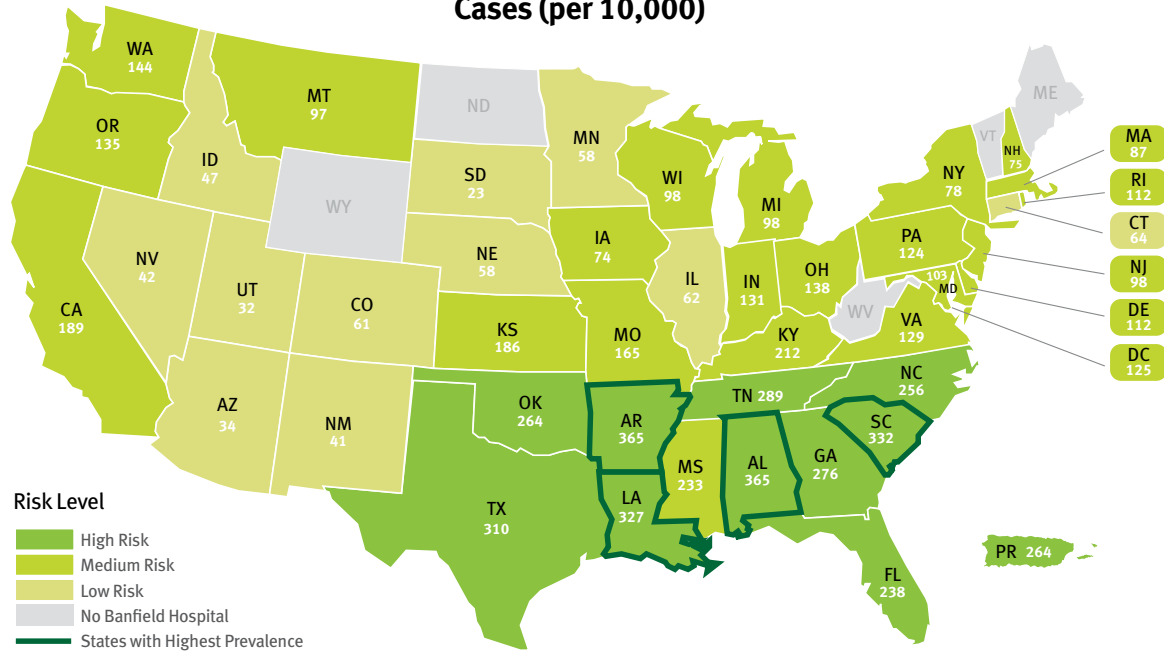 Cases (per 10,000)
WA
144
OR
135
CA
189
MT
97
ID
47
NV
42
UT
32
AZ
34
WY
CO
61
NM
41
ND
SD
23
NE
58
KS
186
OK
264
TX
310
MN
58
IA
74
MO
165
AR
365
LA
327
WI
98
IL
62
MS
233
MI
98
IN
131
OH
138
KY
212
TN 289
AL
365
GA
276
FL
238
SC
332
NC
256
VA
129
WV
103
MD
PA
124
NY
78
VT
NH
75
ME
MA
87
RI
112
CT
64
NJ
98
DE
112
DC
125
PR 264
Risk Level
High Risk
Medium Risk
Low Risk
No Banfield Hospital
States with Highest Prevalence